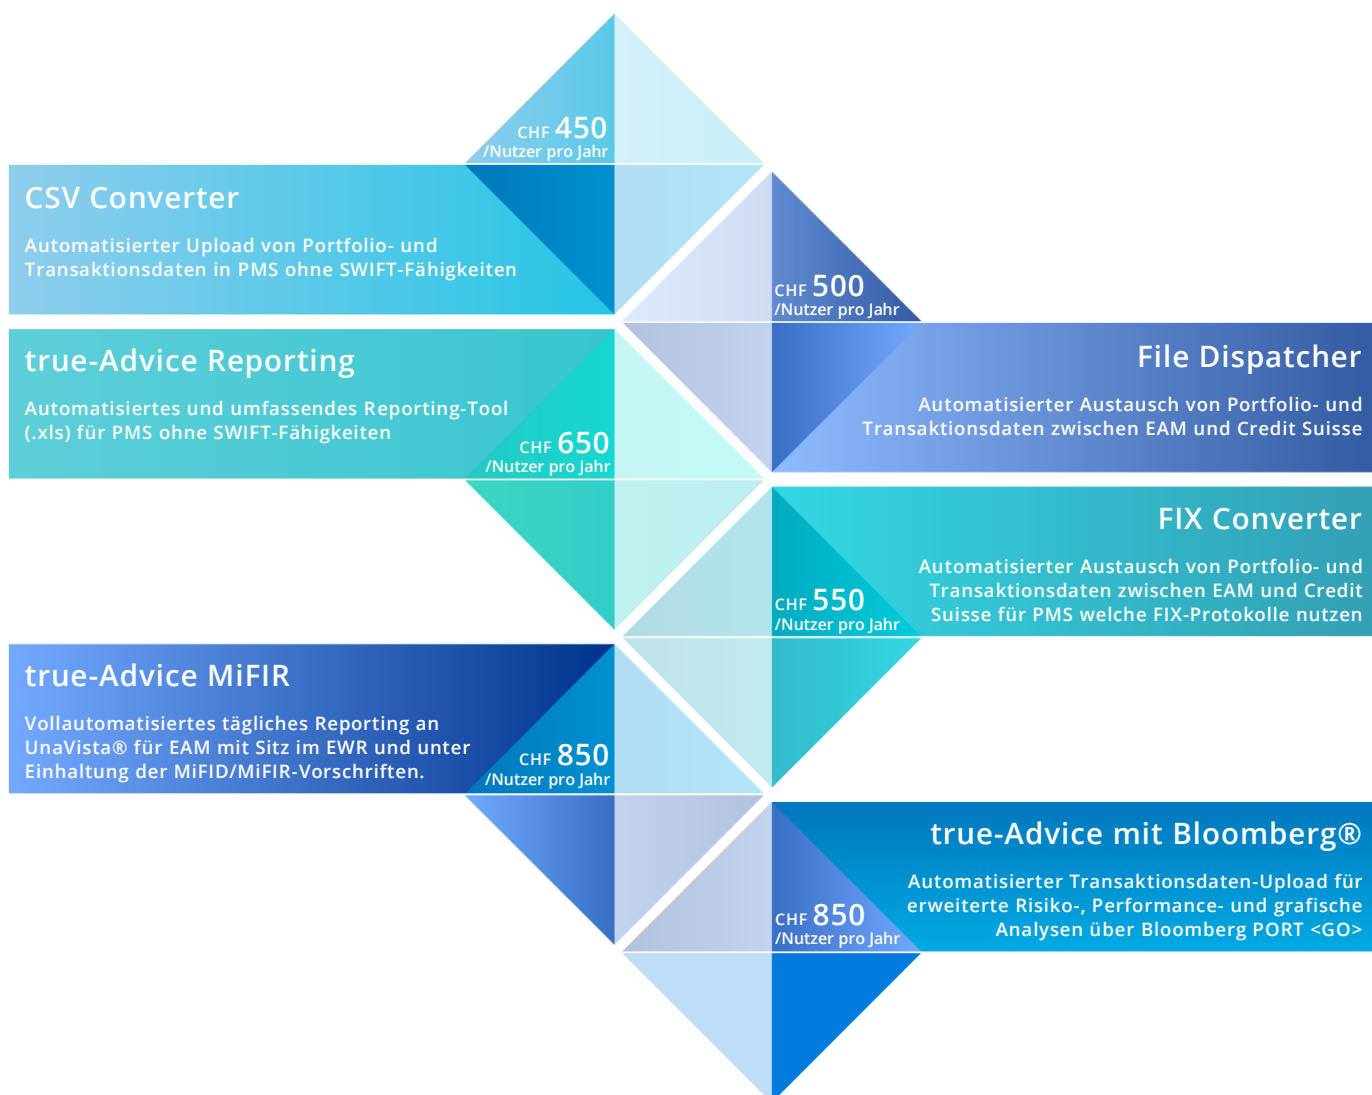 CHF 450
/Nutzer pro Jahr
CSV Converter
Automatisierter Upload von Portfolio- und
Transaktionsdaten in PMS ohne SWIFT-Fähigkeiten
CHF 500
/Nutzer pro Jahr
File Dispatcher
Automatisierter Austausch von Portfolio- und
Transaktionsdaten zwischen EAM und Credit Suisse
true-Advice Reporting
Automatisiertes und umfassendes Reporting-Tool
(.xls) für PMS ohne SWIFT-Fähigkeiten
CHF 650
/Nutzer pro Jahr
FIX Converter
Automatisierter Austausch von Portfolio- und
Transaktionsdaten zwischen EAM und Credit
Suisse für PMS welche FIX-Protokolle nutzen
CHF 550
/Nutzer pro Jahr
true-Advice MiFIR
Vollautomatisiertes tägliches Reporting an
UnaVista® für EAM mit Sitz im EWR und unter
Einhaltung der MiFID/MiFIR-Vorschriften.
CHF 850
/Nutzer pro Jahr
true-Advice mit Bloomberg®
Automatisierter Transaktionsdaten-Upload für
erweiterte Risiko-, Performance- und grafische
Analysen über Bloomberg PORT <GO>
CHF 850
/Nutzer pro Jahr